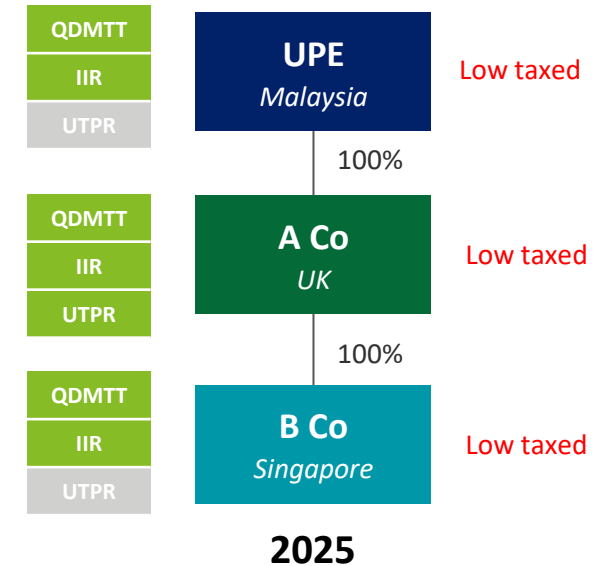 QDMTT
IIR
UTPR
UPE
Malaysia
Low taxed
100%
QDMTT
IIR
UTPR
A Co
UK
Low taxed
100%
QDMTT
IIR
UTPR
B Co
Singapore
Low taxed
2025